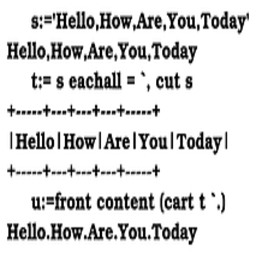 s:='Hello,How,Are,You,Today'
Hello,How,Are,You,Today
t:= s eachall = `, cut s
+-----+---+---+---+-----+
|Hello|How|Are|You|Today|
+-----+---+---+---+-----+
u:=front content (cart t `.)
Hello.How.Are.You.Today